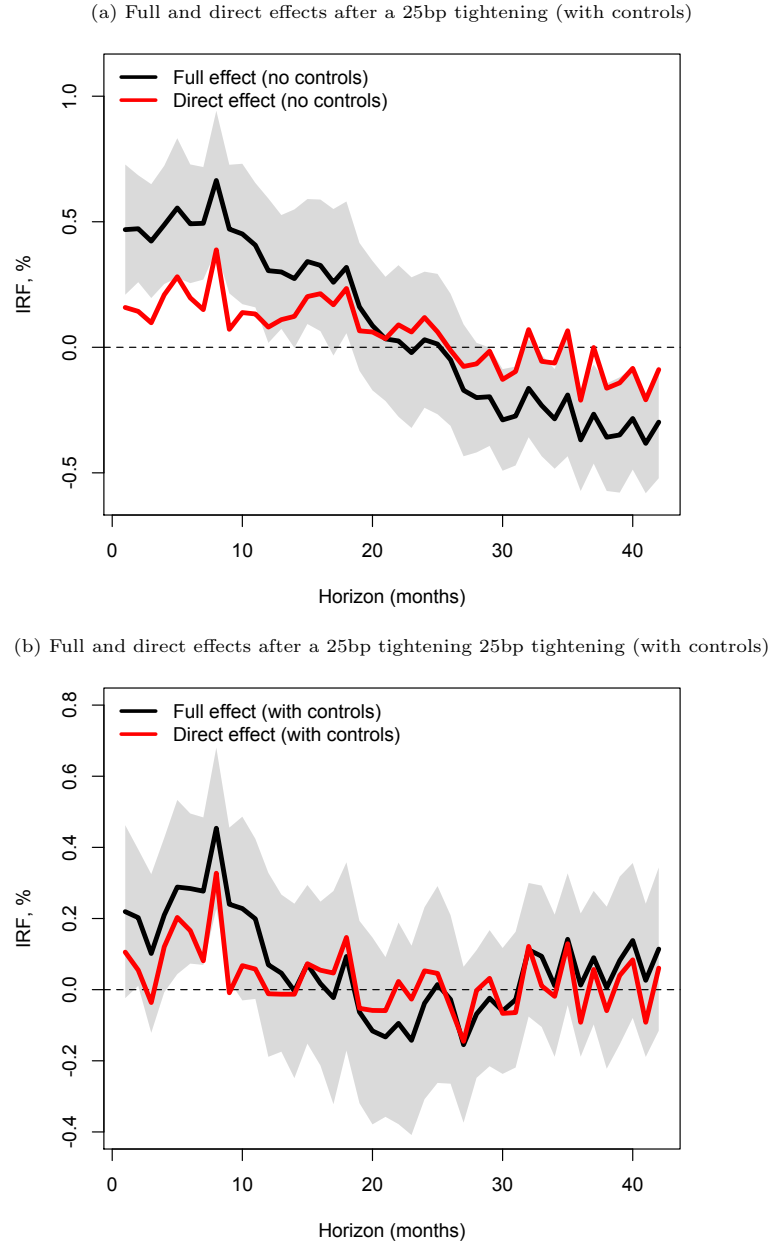 (a) Full and direct effects after a 25bp tightening (with controls)
Full effect (no controls)
Direct effect (no controls)
1.0
0.5
0.0
-0.5
IRF, %
0
10
20
30
40
Horizon (months)
(b) Full and direct effects after a 25bp tightening 25bp tightening (with controls)
Full effect (with controls)
Direct effect (with controls)
0.8
0.6
0.4
0.2
0.0
-0.2
-0.4
IRF, %
0
10
20
30
40
Horizon (months)